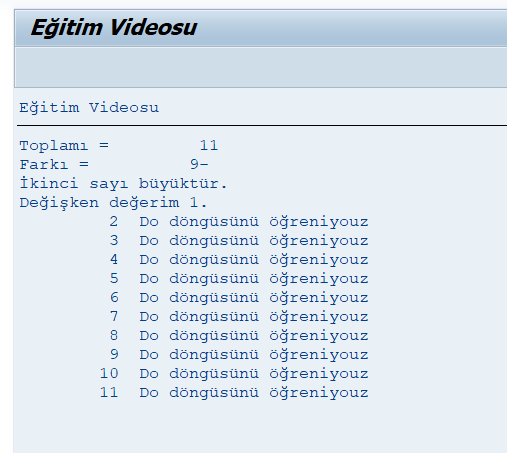 Eğitim Videosu
Eğitim Videosu
Toplamı = 11
Farkı = 9-
İkinci sayı büyüktür.
Değişken değerim 1.
2 Do döngüsünü öğreniyouz
3 Do döngüsünü öğreniyouz
4 Do döngüsünü öğreniyouz
5 Do döngüsünü öğreniyouz
6 Do döngüsünü öğreniyouz
7 Do döngüsünü öğreniyouz
8 Do döngüsünü öğreniyouz
9 Do döngüsünü öğreniyouz
10 Do döngüsünü öğreniyouz
11 Do döngüsünü öğreniyouz